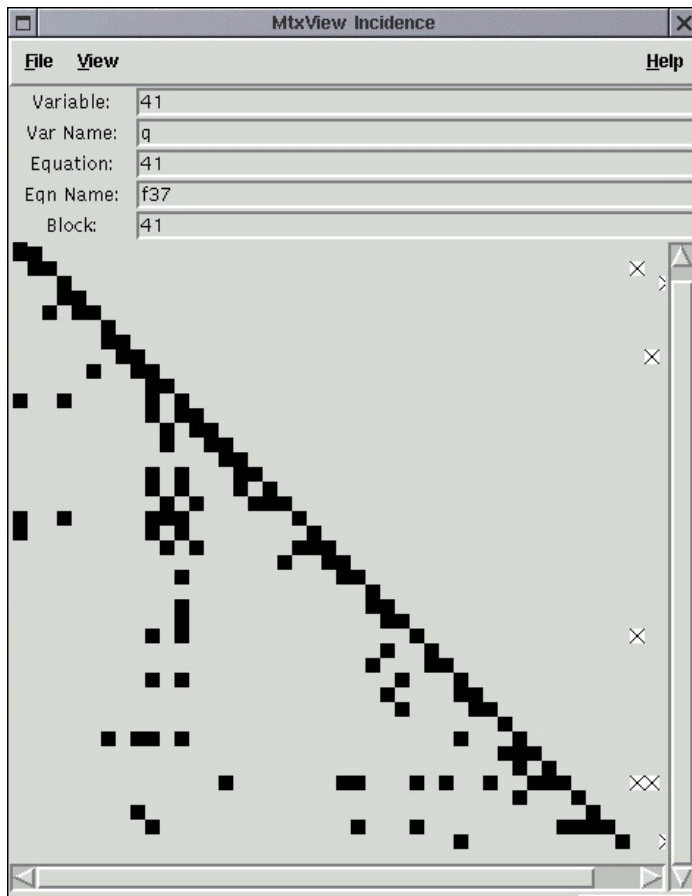 MtxView Incidence
File View Help
Variable: 41
Var Name: q
Equation: 41
Eqn Name: f37
Block: 41